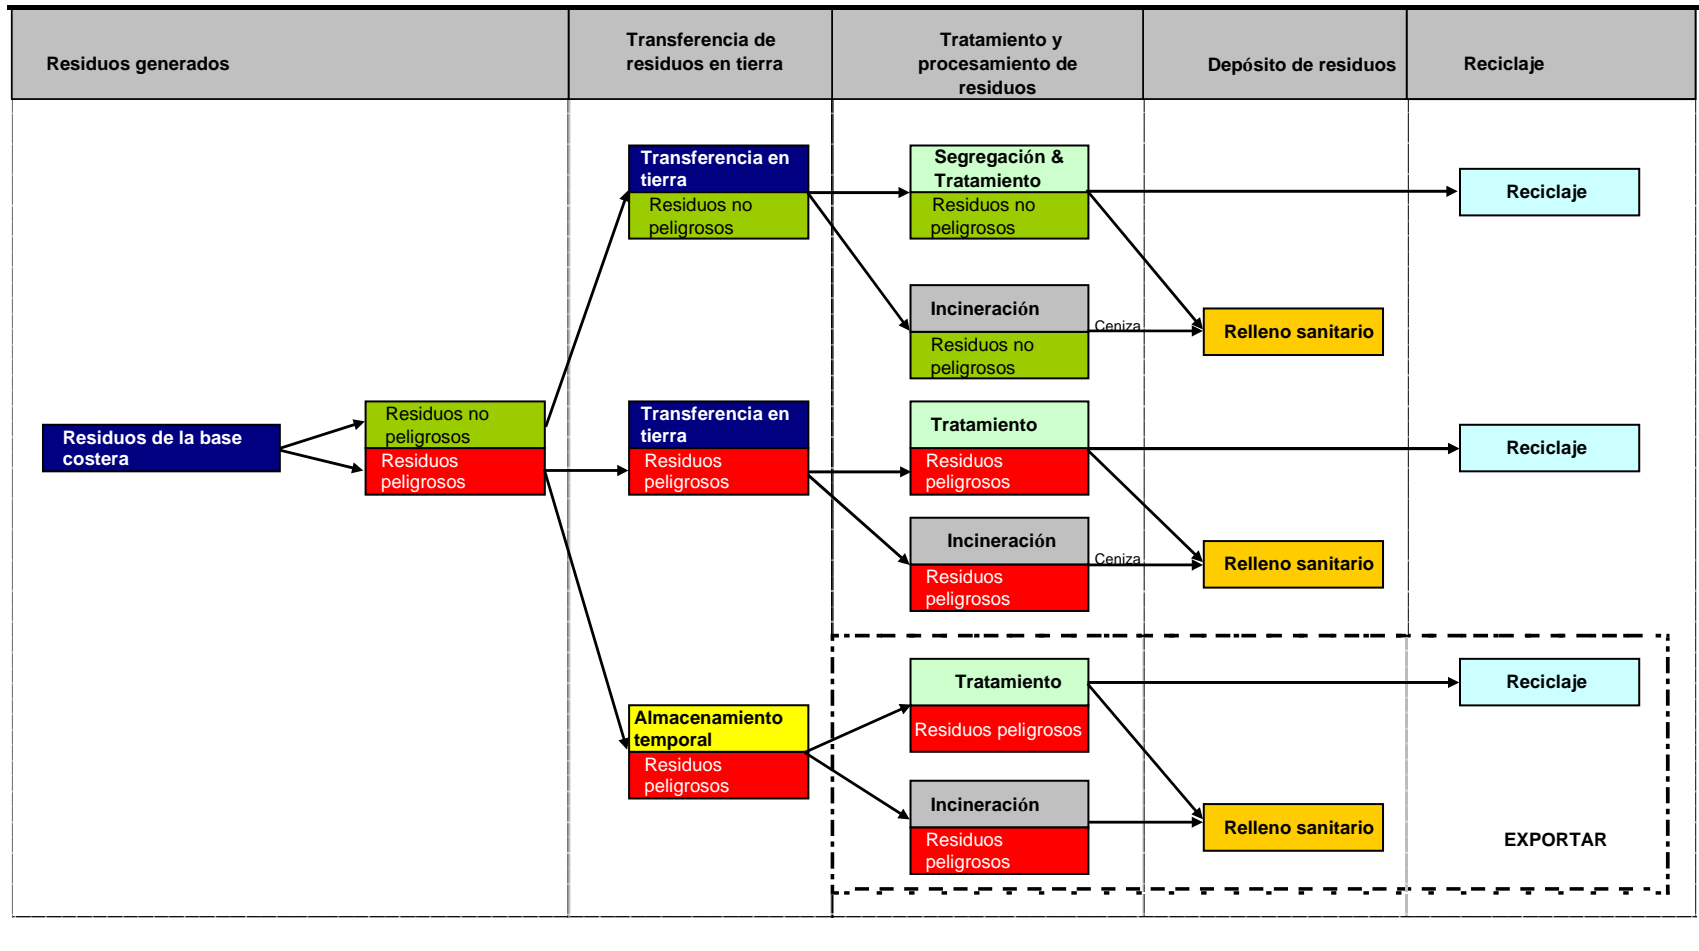 Residuos generados
Transferencia de
residuos en tierra
Tratamiento y
procesamiento de
residuos
Depósito de residuos
Reciclaje
Transferencia en
tierra
Residuos no
peligrosos
Segregación &
Tratamiento
Residuos no
peligrosos
Reciclaje
Incineración
Residuos no
peligrosos
Ceniza
Relleno sanitario
Residuos de la base
costera
Residuos no
peligrosos
Residuos
peligrosos
Transferencia en
tierra
Residuos
peligrosos
Tratamiento
Residuos
peligrosos
Reciclaje
Incineración
Residuos
peligrosos
Ceniza
Relleno sanitario
Almacenamiento
temporal
Residuos
peligrosos
Tratamiento
Residuos peligrosos
Reciclaje
Incineración
Residuos
peligrosos
Relleno sanitario
EXPORTAR